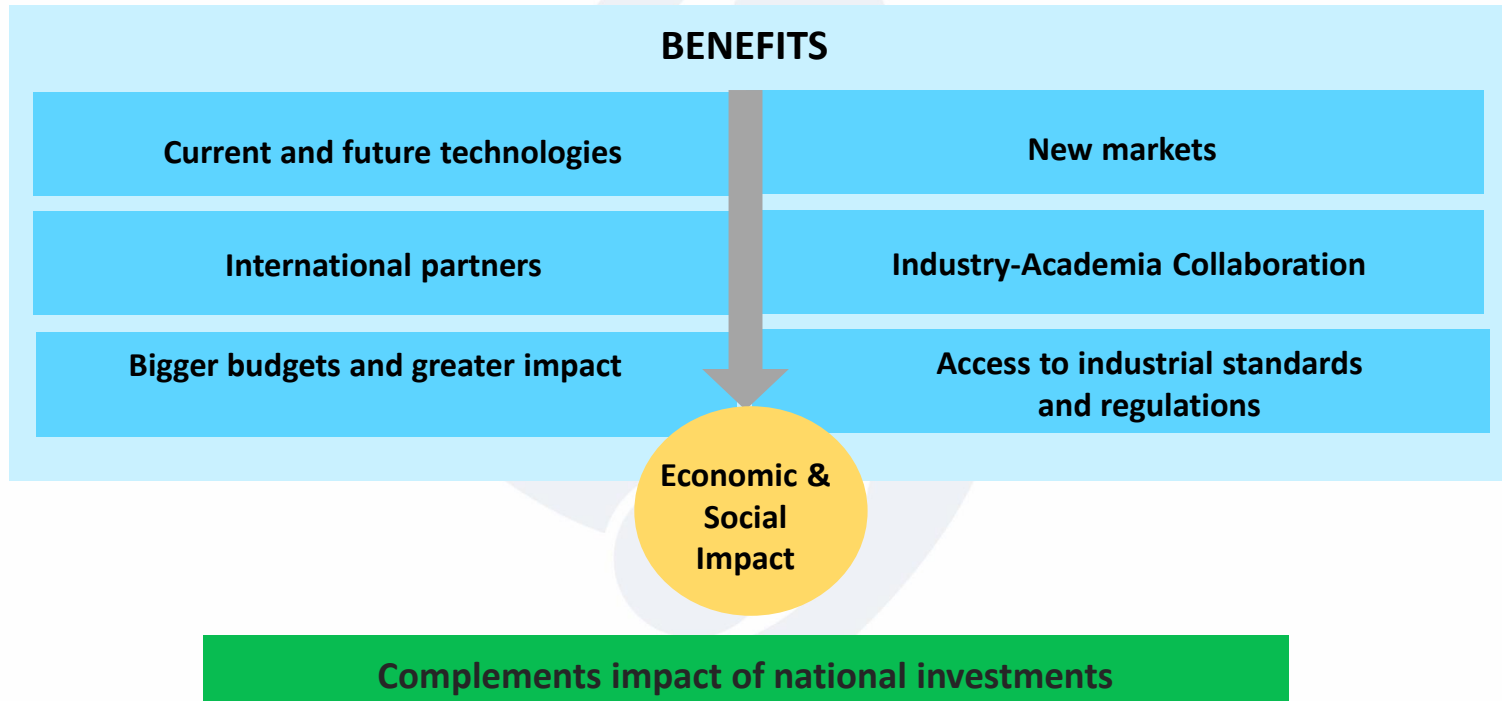 BENEFITS
Current and future technologies
New markets
International partners
Industry-Academia Collaboration
Bigger budgets and greater impact
Access to industrial standards
and regulations
Economic &
Social
Impact
Complements impact of national investments